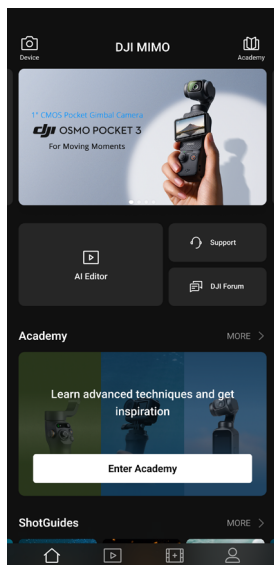 DJI MIMO
Device
Academy
1" CMOS Pocket Gimbal Camera
dji OSMO POCKET 3
For Moving Moments
AI Editor
Support
DJI Forum
Academy
MORE >
Learn advanced techniques and get
inspiration
Enter Academy
ShotGuides
MORE >